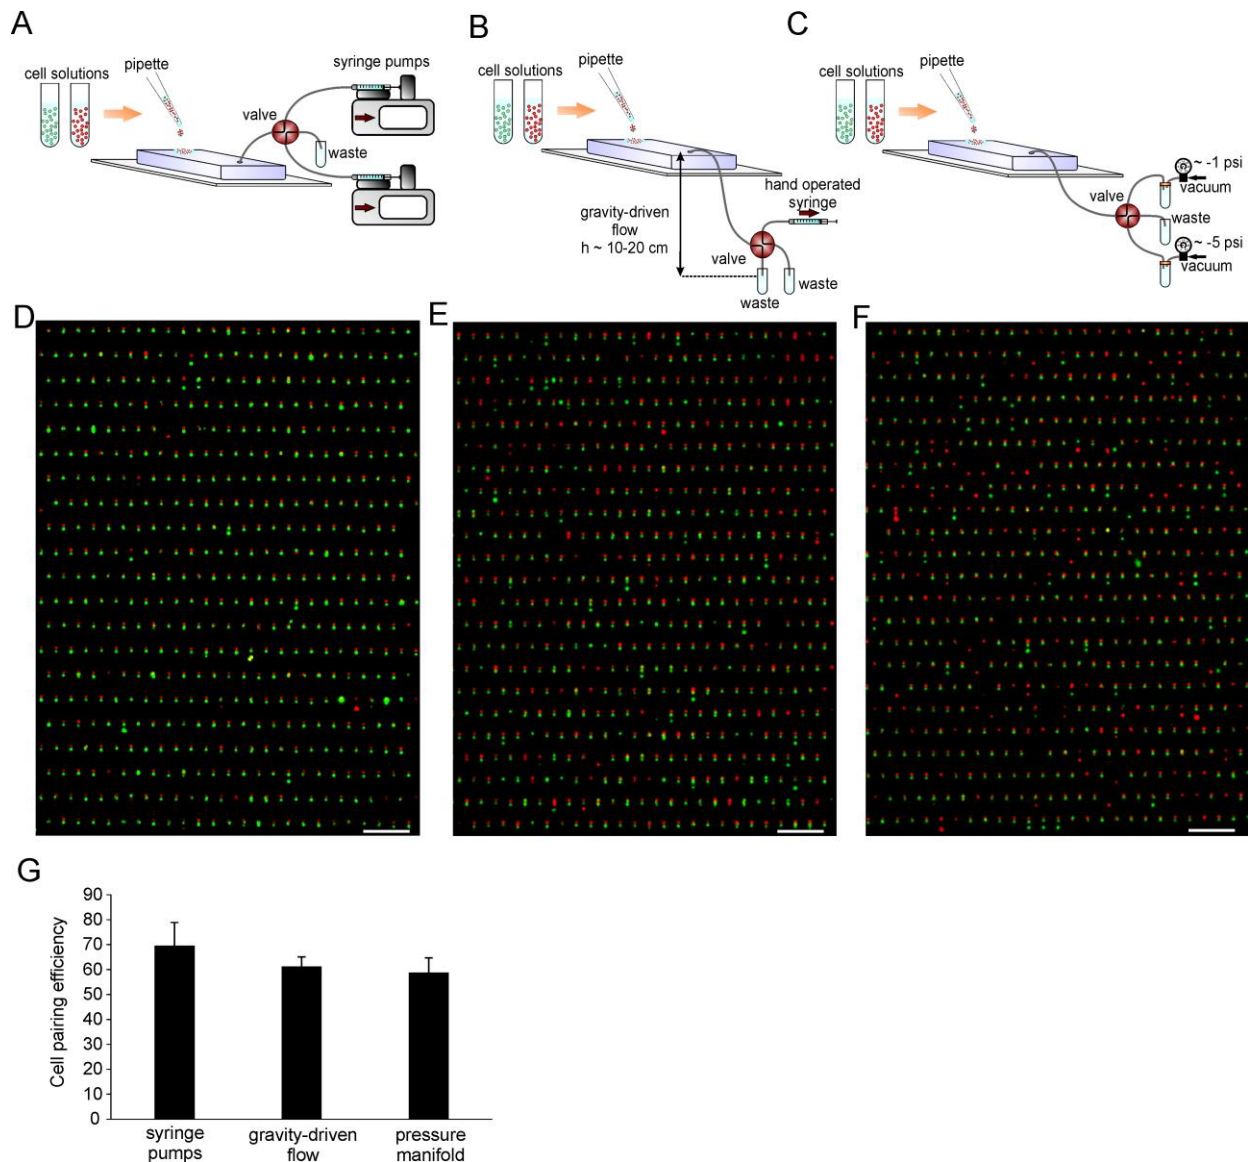 A
B
C
cell solutions
pipette
syringe pumps
valve
waste
cell solutions
pipette
hand operated
syringe
gravity-driven
flow
h ~ 10-20 cm
valve
waste
waste
cell solutions
pipette
~ -1 psi
vacuum
valve
waste
~ -5 psi
vacuum
D
E
F
G
Cell pairing efficiency
90
80
70
60
50
40
30
20
10
0
syringe
pumps
gravity-driven
flow
pressure
manifold